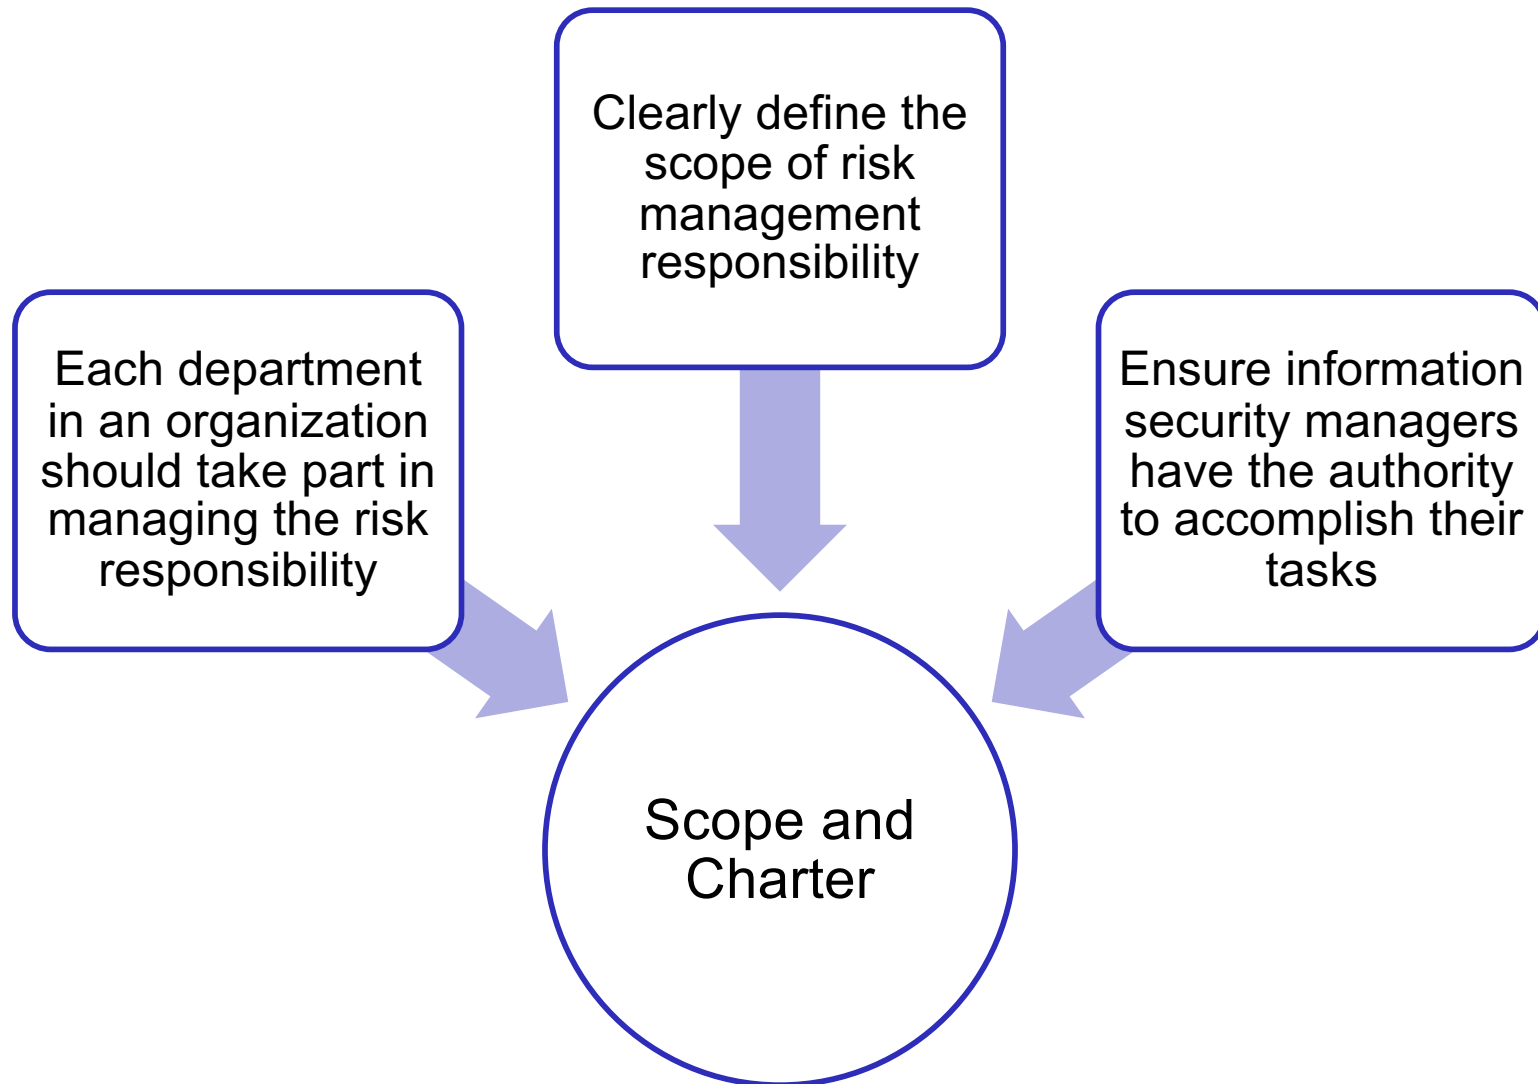 Clearly define the
scope of risk
management
responsibility
Each department
in an organization
should take part in
managing the risk
responsibility
Ensure information
security managers
have the authority
to accomplish their
tasks
Scope and
Charter